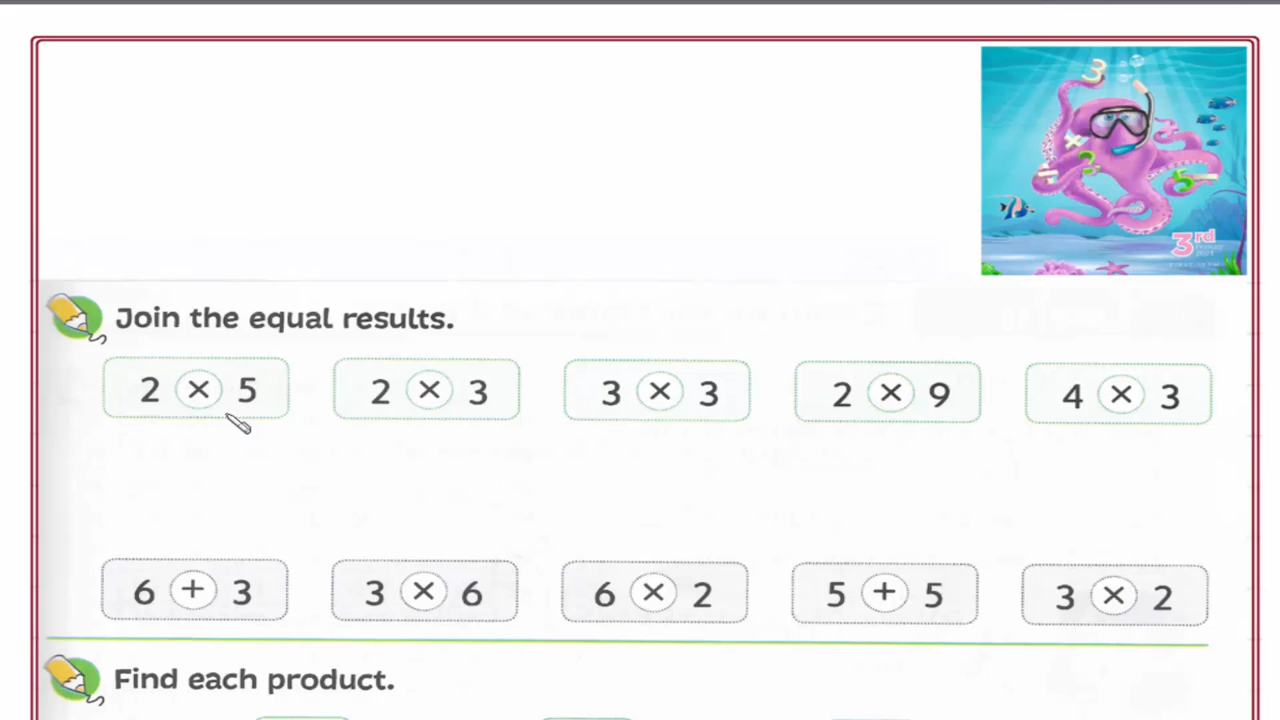 3rd
Join the equal results.
2 × 5 2 × 3 3 × 3 2 × 9 4 × 3
6 + 3 3 × 6 6 × 2 5 + 5 3 × 2
Find each product.